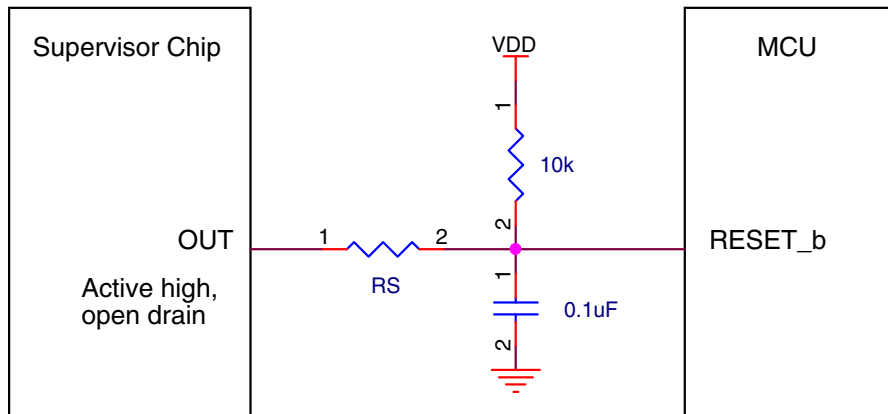 Supervisor Chip
VDD
MCU
1
10k
2
OUT
1
2
RESET_b
RS
1
Active high,
open drain
0.1uF
2